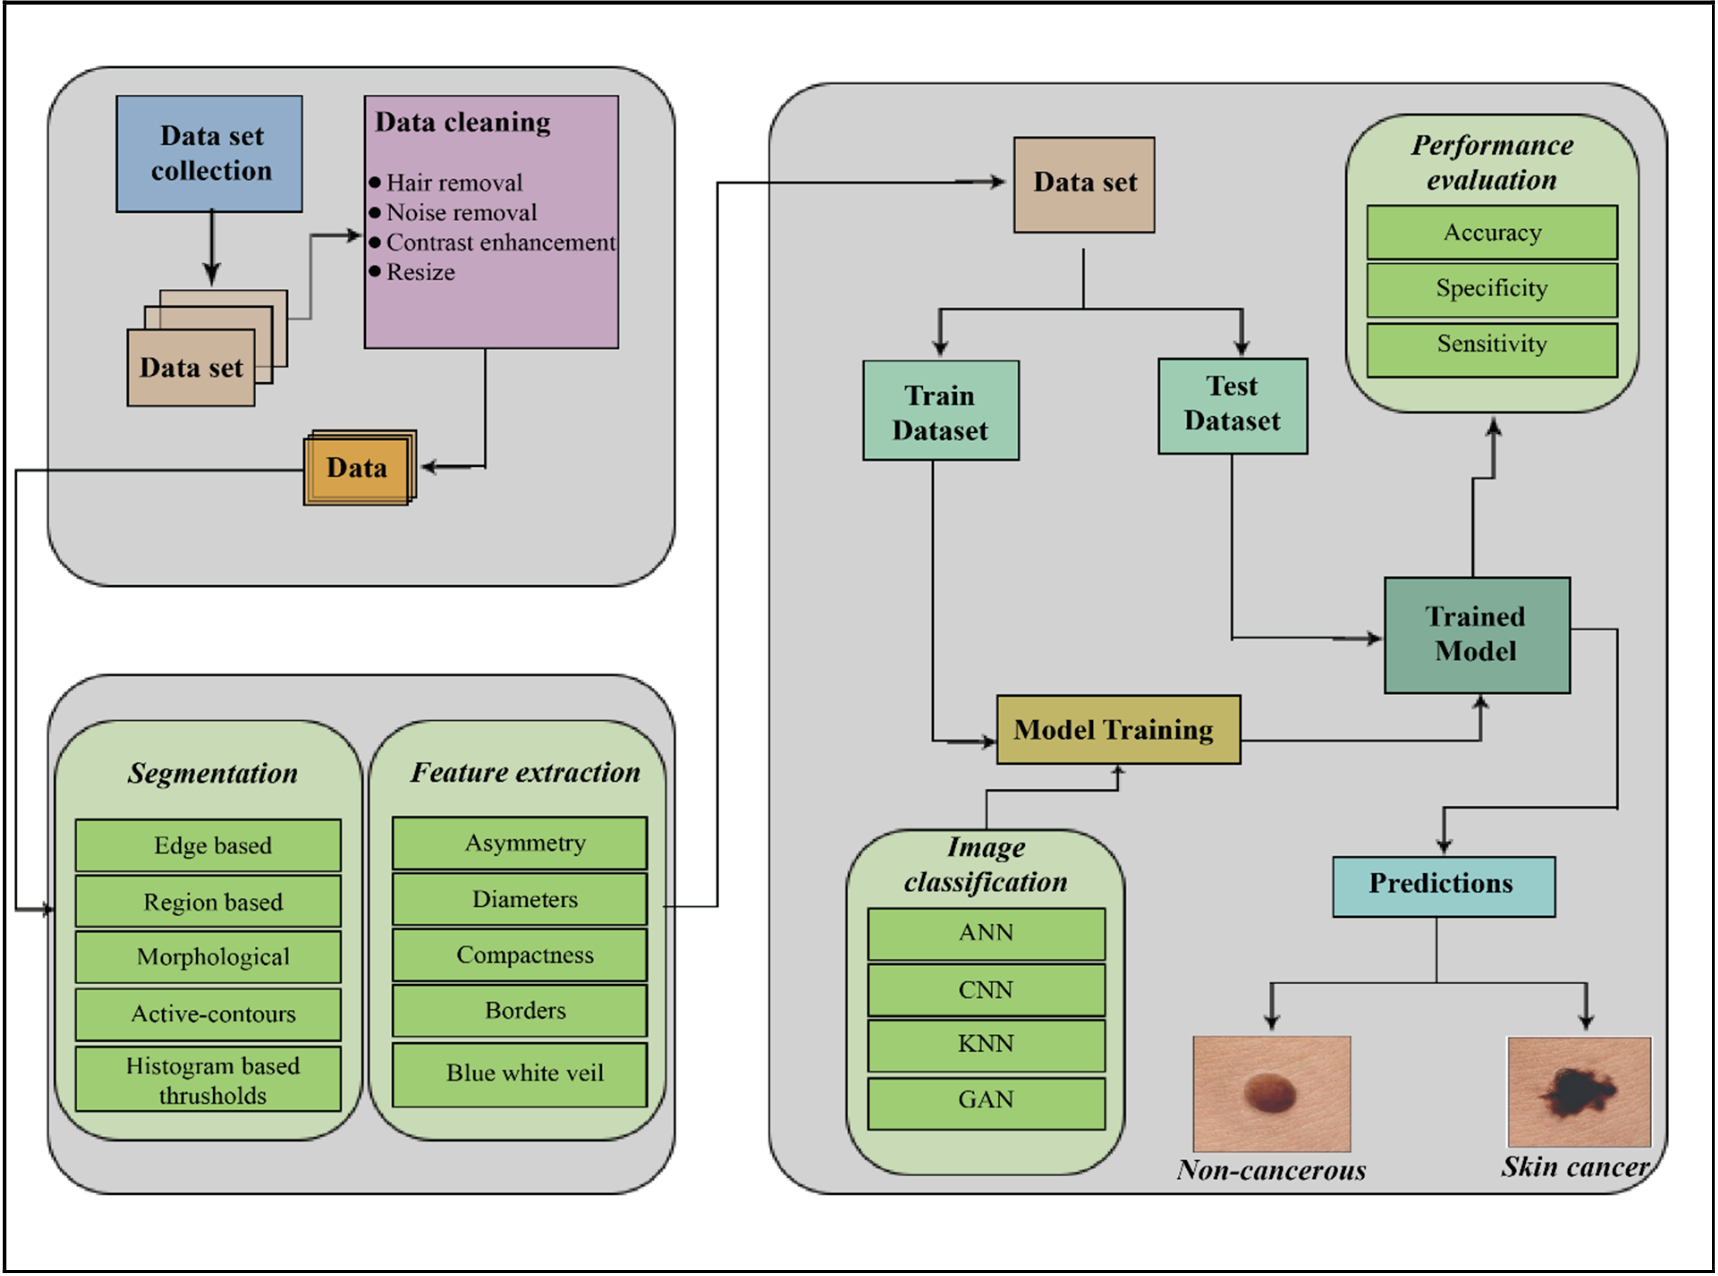 Data set
collection
Data cleaning
● Hair removal
● Noise removal
● Contrast enhancement
● Resize
Data set
Data
Segmentation
Edge based
Region based
Morphological
Active-contours
Histogram based
thrusholds
Feature extraction
Asymmetry
Diameters
Compactness
Borders
Blue white veil
Data set
Train
Dataset
Test
Dataset
Performance
evaluation
Accuracy
Specificity
Sensitivity
Trained
Model
Model Training
Image
classification
ANN
CNN
KNN
GAN
Predictions
Non-cancerous
Skin cancer